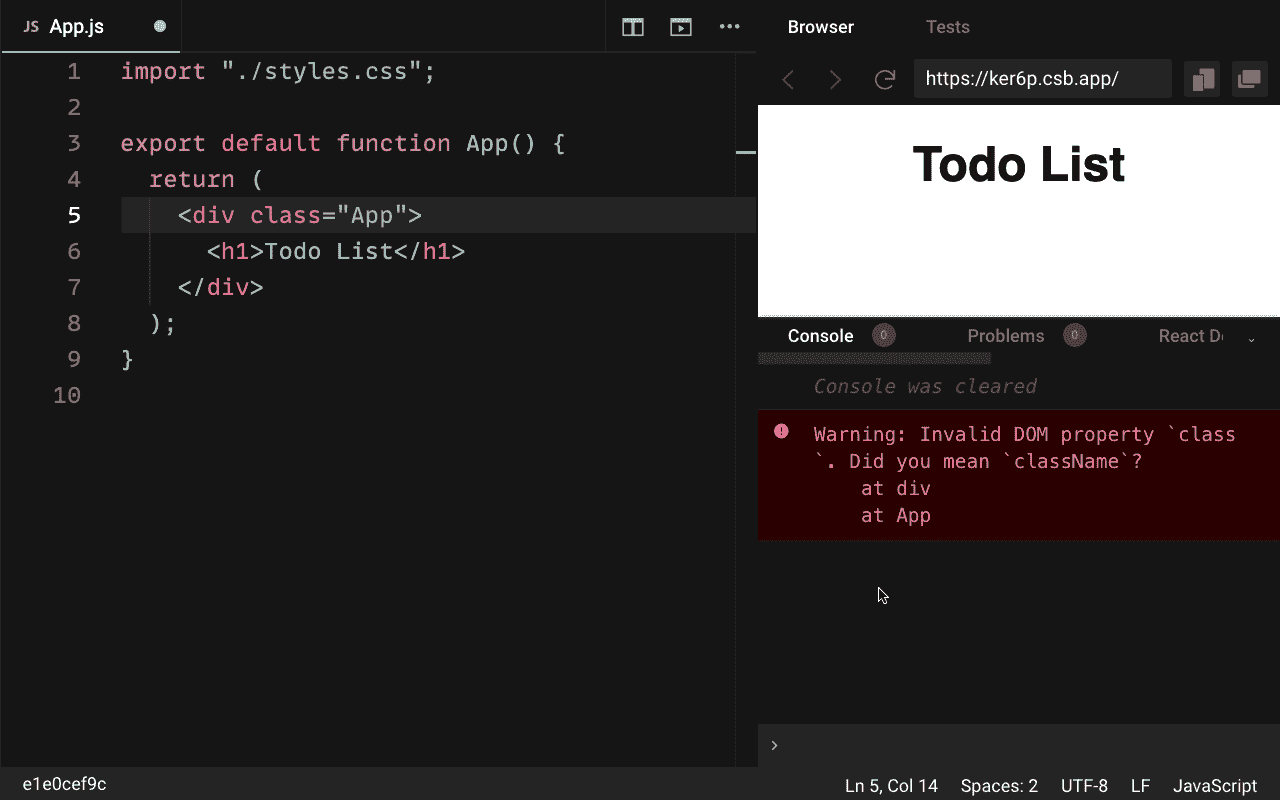 JS App.js
1 import "./styles.css";
2
3 export default function App() {
4 return (
5 <div class="App">
6 <h1>Todo List</h1>
7 </div>
8 );
9 }
10
Browser Tests
https://ker6p.csb.app/
Todo List
Console 0 Problems 0 React D
Console was cleared
Warning: Invalid DOM property `class
`. Did you mean `className`?
at div
at App
e1e0cef9c Ln 5, Col 14 Spaces: 2 UTF-8 LF JavaScript